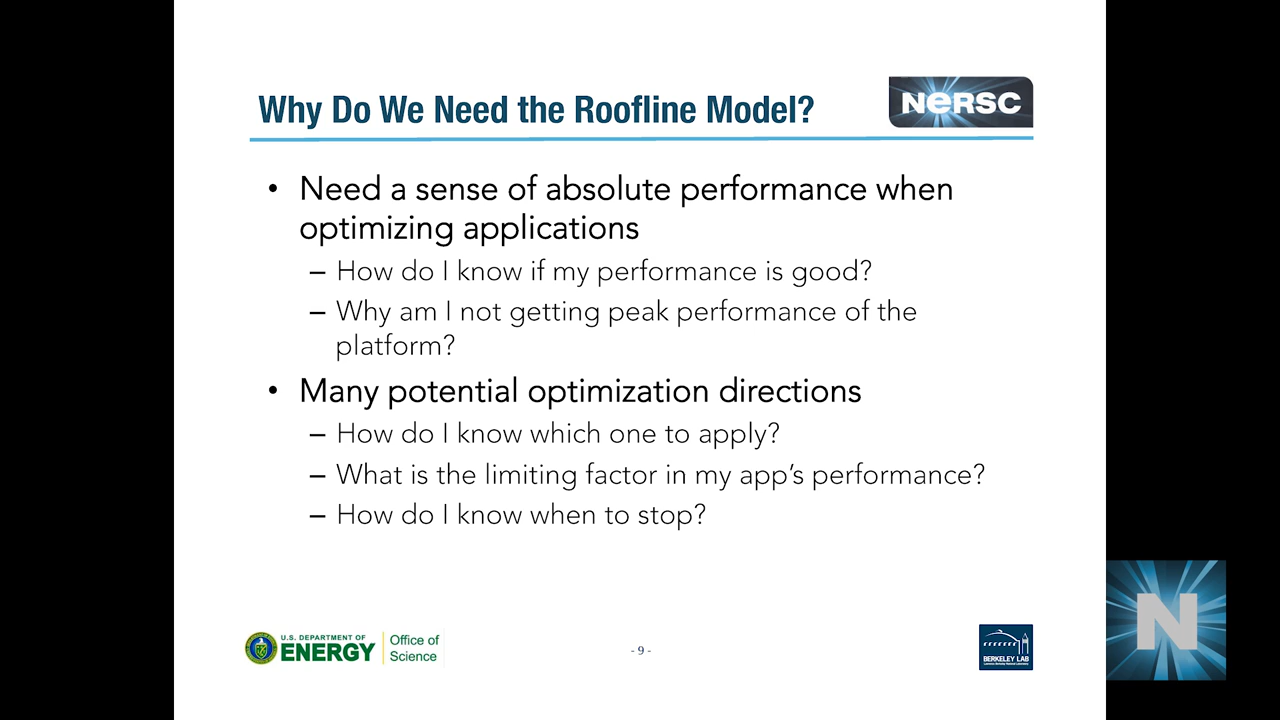 Why Do We Need the Roofline Model?
NERSC
• Need a sense of absolute performance when
optimizing applications
– How do I know if my performance is good?
– Why am I not getting peak performance of the
platform?
• Many potential optimization directions
– How do I know which one to apply?
– What is the limiting factor in my app’s performance?
– How do I know when to stop?
U.S. DEPARTMENT OF
ENERGY
Office of
Science
- 9 -
BERKELEY LAB
N